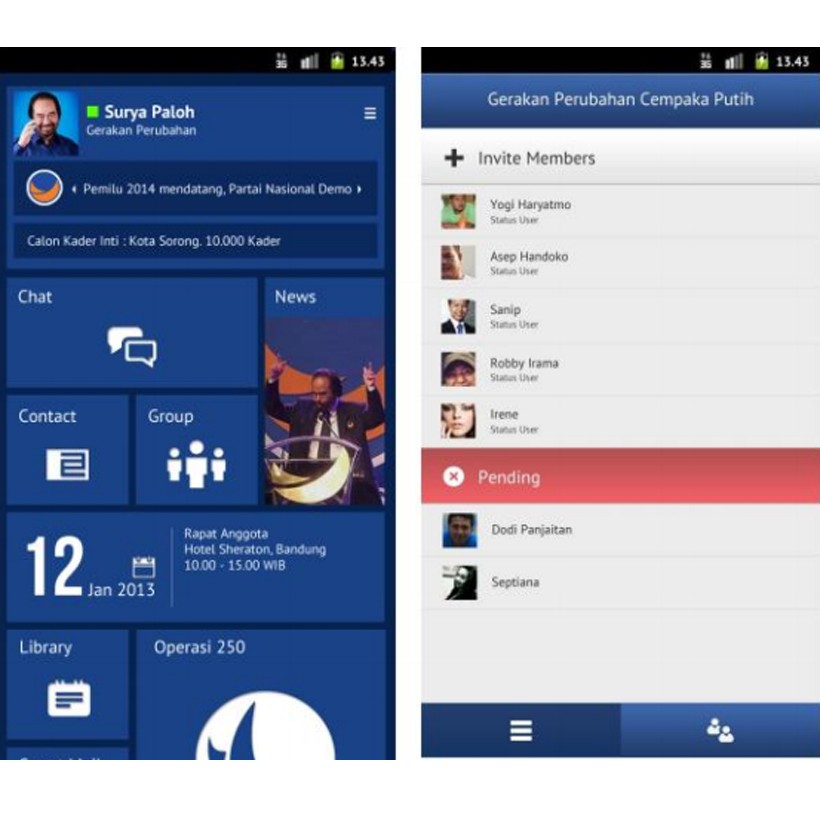 3G 13.43
Surya Paloh
Gerakan Perubahan
Pemilu 2014 mendatang, Partai Nasional Demo
Calon Kader Inti : Kota Sorong. 10.000 Kader
Chat
News
Contact
Group
12
Jan 2013
Rapat Anggota
Hotel Sheraton, Bandung
10.00 - 15.00 WIB
Library
Operasi 250
3G 13.43
Gerakan Perubahan Cempaka Putih
Invite Members
Yogi Haryatmo
Status User
Asep Handoko
Status User
Sanip
Status User
Robby Irama
Status User
Irene
Status User
Pending
Dodi Panjaitan
Septiana